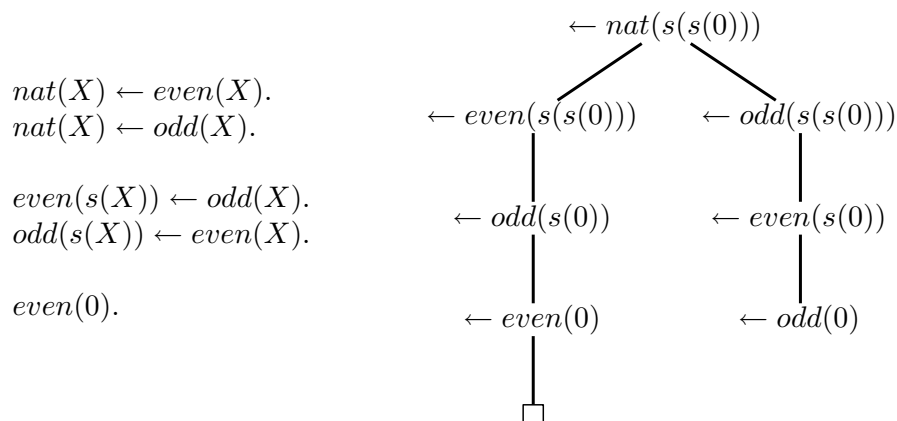 nat(X) ← even(X).
nat(X) ← odd(X).
even(s(X)) ← odd(X).
odd(s(X)) ← even(X).
even(0).
← nat(s(s(0)))
← even(s(s(0))) ← odd(s(s(0)))
← odd(s(0)) ← even(s(0))
← even(0) ← odd(0)